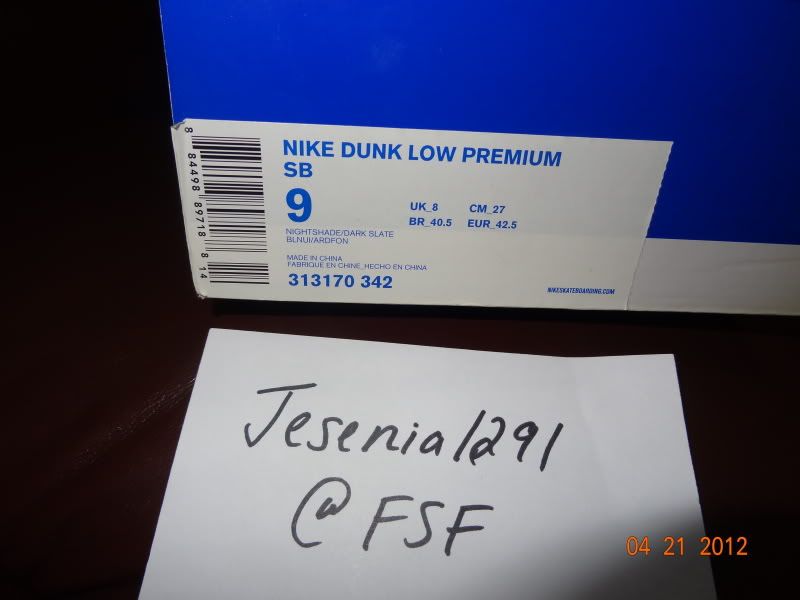 NIKE DUNK LOW PREMIUM
SB
9
UK_8 CM_27
BR_40.5 EUR_42.5
NIGHTSHADE/DARK SLATE
BLNUI/ARDFON
MADE IN CHINA
FABRIQUE EN CHINE_HECHO EN CHINA
313170 342
NIKESKATEBOARDING.COM
8 84498 89718 8 14
Jesenia1291
@FSF
04 21 2012